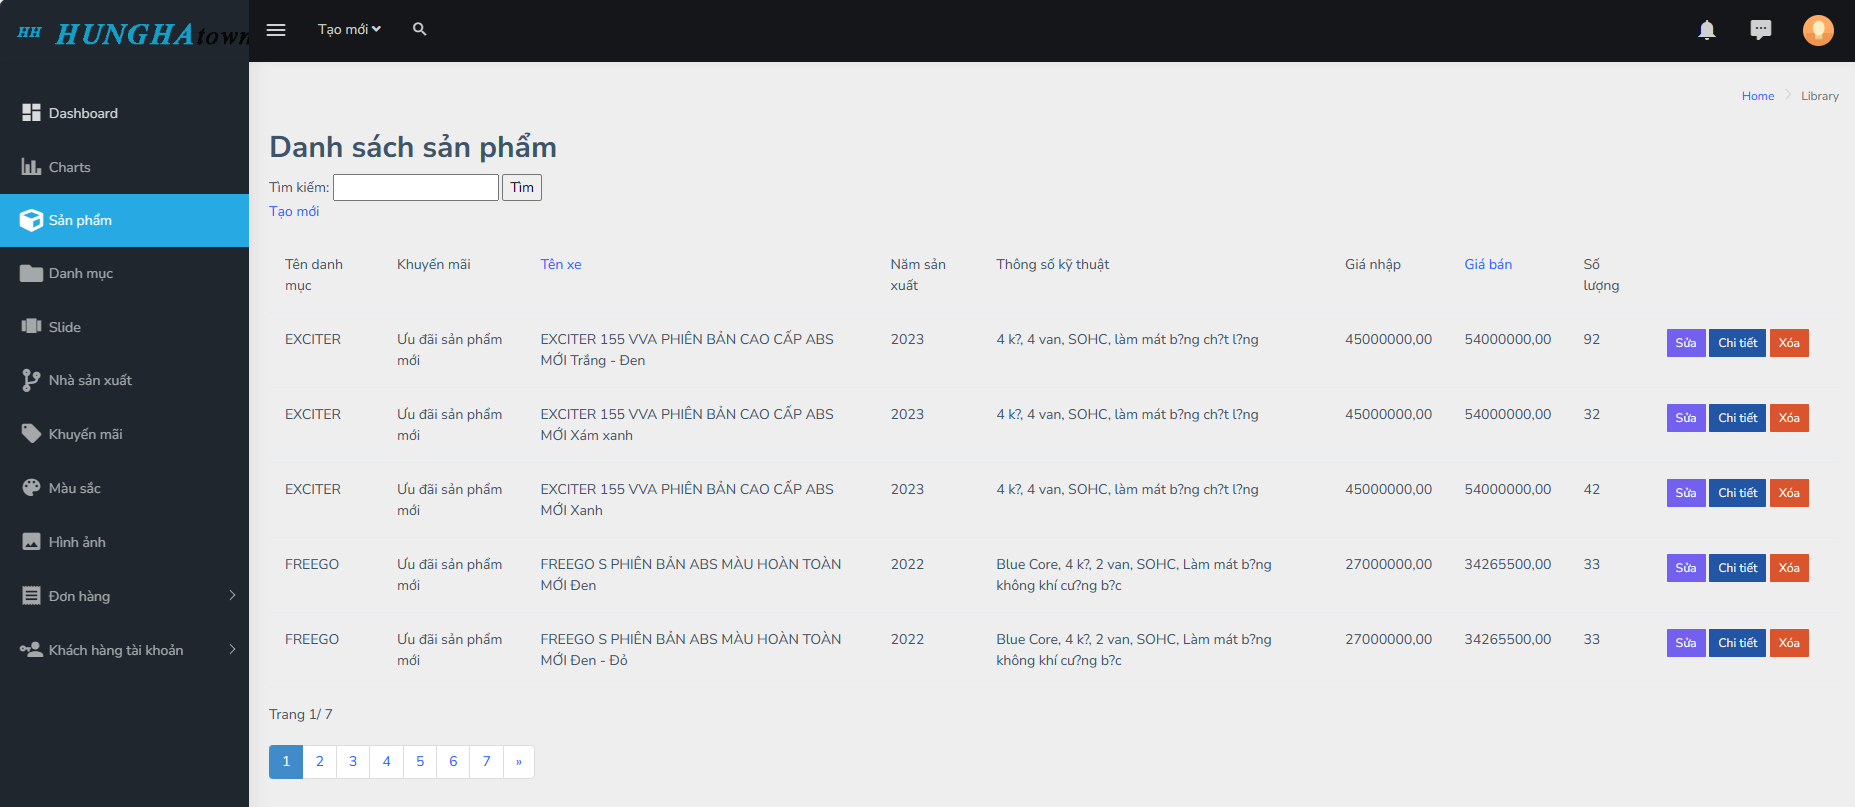 HH HUNGHAtown
Tạo mới
Home Library
Dashboard
Charts
Sản phẩm
Danh mục
Slide
Nhà sản xuất
Khuyến mãi
Màu sắc
Hình ảnh
Đơn hàng
Khách hàng tài khoản
Danh sách sản phẩm
Tìm kiếm: Tìm
Tạo mới
Tên danh mục Khuyến mãi Tên xe Năm sản xuất Thông số kỹ thuật Giá nhập Giá bán Số lượng
EXCITER Ưu đãi sản phẩm mới EXCITER 155 VVA PHIÊN BẢN CAO CẤP ABS MỚI Trắng - Đen 2023 4 k?, 4 van, SOHC, làm mát b?ng ch?t l?ng 45000000,00 54000000,00 92 Sửa Chi tiết Xóa
EXCITER Ưu đãi sản phẩm mới EXCITER 155 VVA PHIÊN BẢN CAO CẤP ABS MỚI Xám xanh 2023 4 k?, 4 van, SOHC, làm mát b?ng ch?t l?ng 45000000,00 54000000,00 32 Sửa Chi tiết Xóa
EXCITER Ưu đãi sản phẩm mới EXCITER 155 VVA PHIÊN BẢN CAO CẤP ABS MỚI Xanh 2023 4 k?, 4 van, SOHC, làm mát b?ng ch?t l?ng 45000000,00 54000000,00 42 Sửa Chi tiết Xóa
FREEGO Ưu đãi sản phẩm mới FREEGO S PHIÊN BẢN ABS MÀU HOÀN TOÀN MỚI Đen 2022 Blue Core, 4 k?, 2 van, SOHC, Làm mát b?ng không khí cư?ng b?c 27000000,00 34265500,00 33 Sửa Chi tiết Xóa
FREEGO Ưu đãi sản phẩm mới FREEGO S PHIÊN BẢN ABS MÀU HOÀN TOÀN MỚI Đen - Đỏ 2022 Blue Core, 4 k?, 2 van, SOHC, Làm mát b?ng không khí cư?ng b?c 27000000,00 34265500,00 33 Sửa Chi tiết Xóa
Trang 1/ 7
1 2 3 4 5 6 7 »